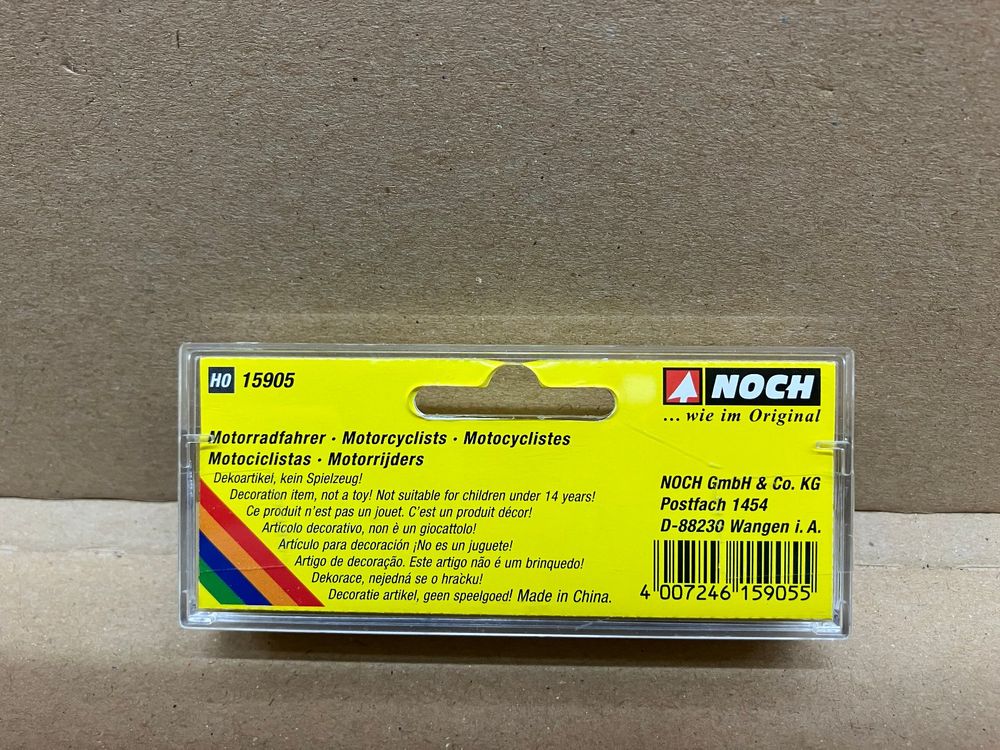 H0 15905
NOCH
... wie im Original
Motorradfahrer · Motorcyclists · Motocyclistes
Motociclistas · Motorrijders
Dekoartikel, kein Spielzeug!
Decoration item, not a toy! Not suitable for children under 14 years!
Ce produit n'est pas un jouet. C'est un produit décor!
Articolo decorativo, non è un giocattolo!
Artículo para decoración ¡No es un juguete!
Artigo de decoração. Este artigo não é um brinquedo!
Dekorace, nejedná se o hračku!
Decoratie artikel, geen speelgoed! Made in China.
NOCH GmbH & Co. KG
Postfach 1454
D-88230 Wangen i. A.
4 007246 159055